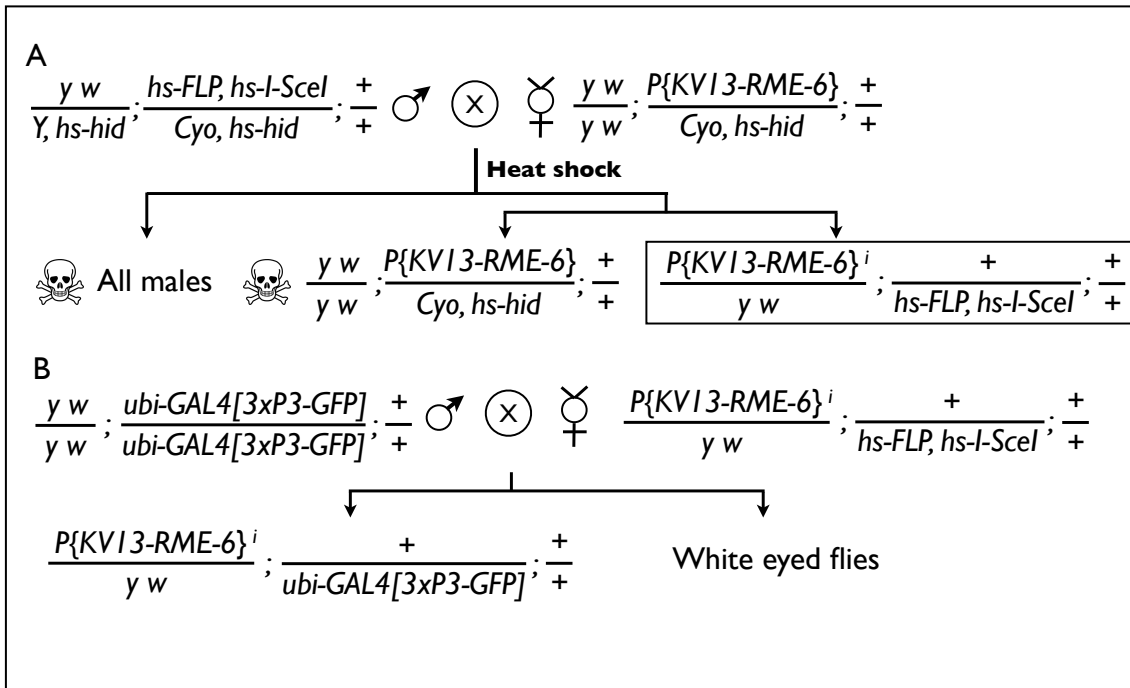 A
y w / Y, hs-hid ; hs-FLP, hs-I-SceI / Cyo, hs-hid ; + / + ♂ X ☿ y w / y w ; P{KV13-RME-6} / Cyo, hs-hid ; + / +
Heat shock
All males
y w / y w ; P{KV13-RME-6} / Cyo, hs-hid ; + / +
P{KV13-RME-6} i / y w ; + / hs-FLP, hs-I-SceI ; + / +
B
y w / y w ; ubi-GAL4[3xP3-GFP] / ubi-GAL4[3xP3-GFP] ; + / + ♂ X ☿ P{KV13-RME-6} i / y w ; + / hs-FLP, hs-I-SceI ; + / +
P{KV13-RME-6} i / y w ; + / ubi-GAL4[3xP3-GFP] ; + / +
White eyed flies